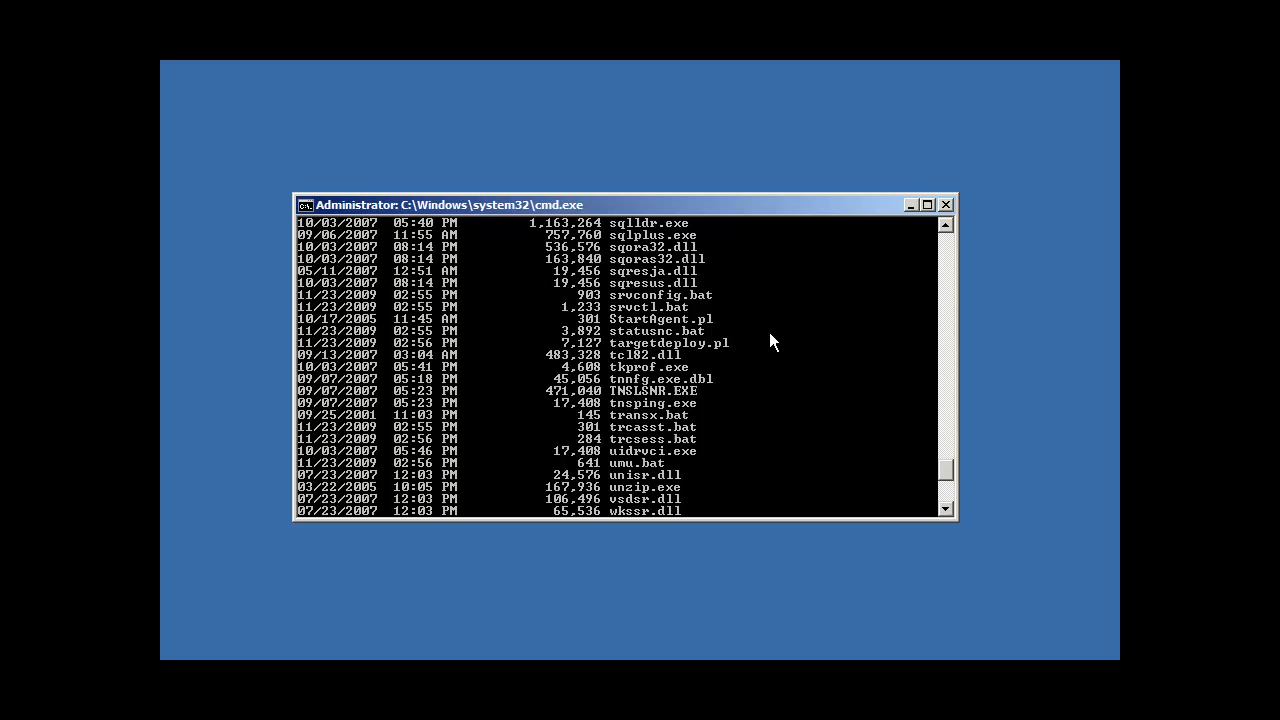 Administrator: C:\Windows\system32\cmd.exe
10/03/2007 05:40 PM 1,163,264 sqlldr.exe
09/06/2007 11:55 AM 757,760 sqlplus.exe
10/03/2007 08:14 PM 536,576 sqora32.dll
10/03/2007 08:14 PM 163,840 sqoras32.dll
05/11/2007 12:51 AM 19,456 sqresja.dll
10/03/2007 08:14 PM 19,456 sqresus.dll
11/23/2009 02:55 PM 903 srvconfig.bat
11/23/2009 02:55 PM 1,233 srvctl.bat
10/17/2005 11:45 AM 301 StartAgent.pl
11/23/2009 02:55 PM 3,892 statusnc.bat
11/23/2009 02:56 PM 7,127 targetdeploy.pl
09/13/2007 03:04 AM 483,328 tcl82.dll
10/03/2007 05:41 PM 4,608 tkprof.exe
09/07/2007 05:18 PM 45,056 tnnfg.exe.dbl
09/07/2007 05:23 PM 471,040 TNSLSNR.EXE
09/07/2007 05:23 PM 17,408 tnsping.exe
09/25/2001 11:03 PM 145 transx.bat
11/23/2009 02:55 PM 301 trcasst.bat
11/23/2009 02:56 PM 284 trcsess.bat
10/03/2007 05:46 PM 17,408 uidrvci.exe
11/23/2009 02:56 PM 641 umu.bat
07/23/2007 12:03 PM 24,576 unisr.dll
03/22/2005 10:05 PM 167,936 unzip.exe
07/23/2007 12:03 PM 106,496 vsdsr.dll
07/23/2007 12:03 PM 65,536 wkssr.dll